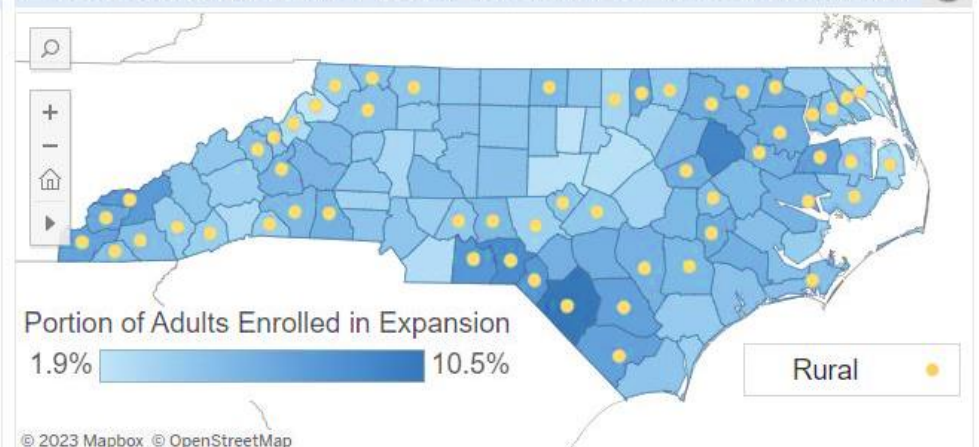 Portion of Adults Enrolled in Expansion
1.9% 10.5%
Rural
© 2023 Mapbox © OpenStreetMap